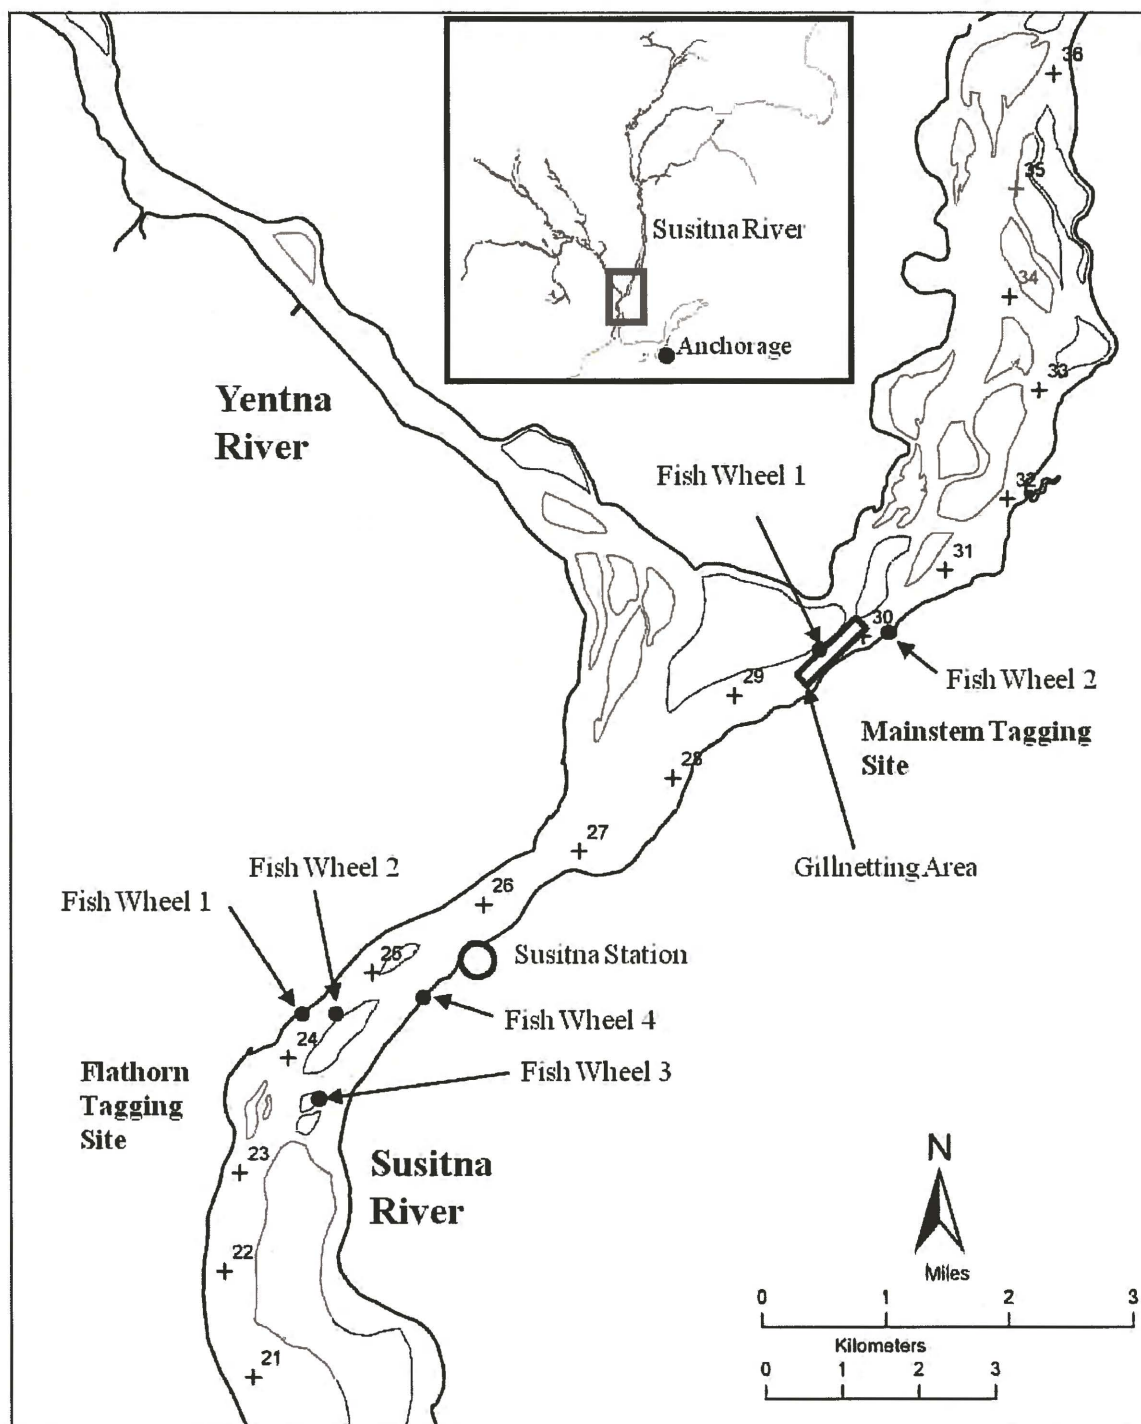 36
Susitna River
35
34
Anchorage
33
Yentna
River
Fish Wheel 1
32
31
30
Fish Wheel 2
29
Mainstem Tagging
Site
28
27
Gillnetting Area
Fish Wheel 2
Fish Wheel 1
26
Susitna Station
25
Fish Wheel 4
24
Fish Wheel 3
Flathorn
Tagging
Site
23
Susitna
River
N
22
Miles
0 1 2 3
Kilometers
0 1 2 3
21